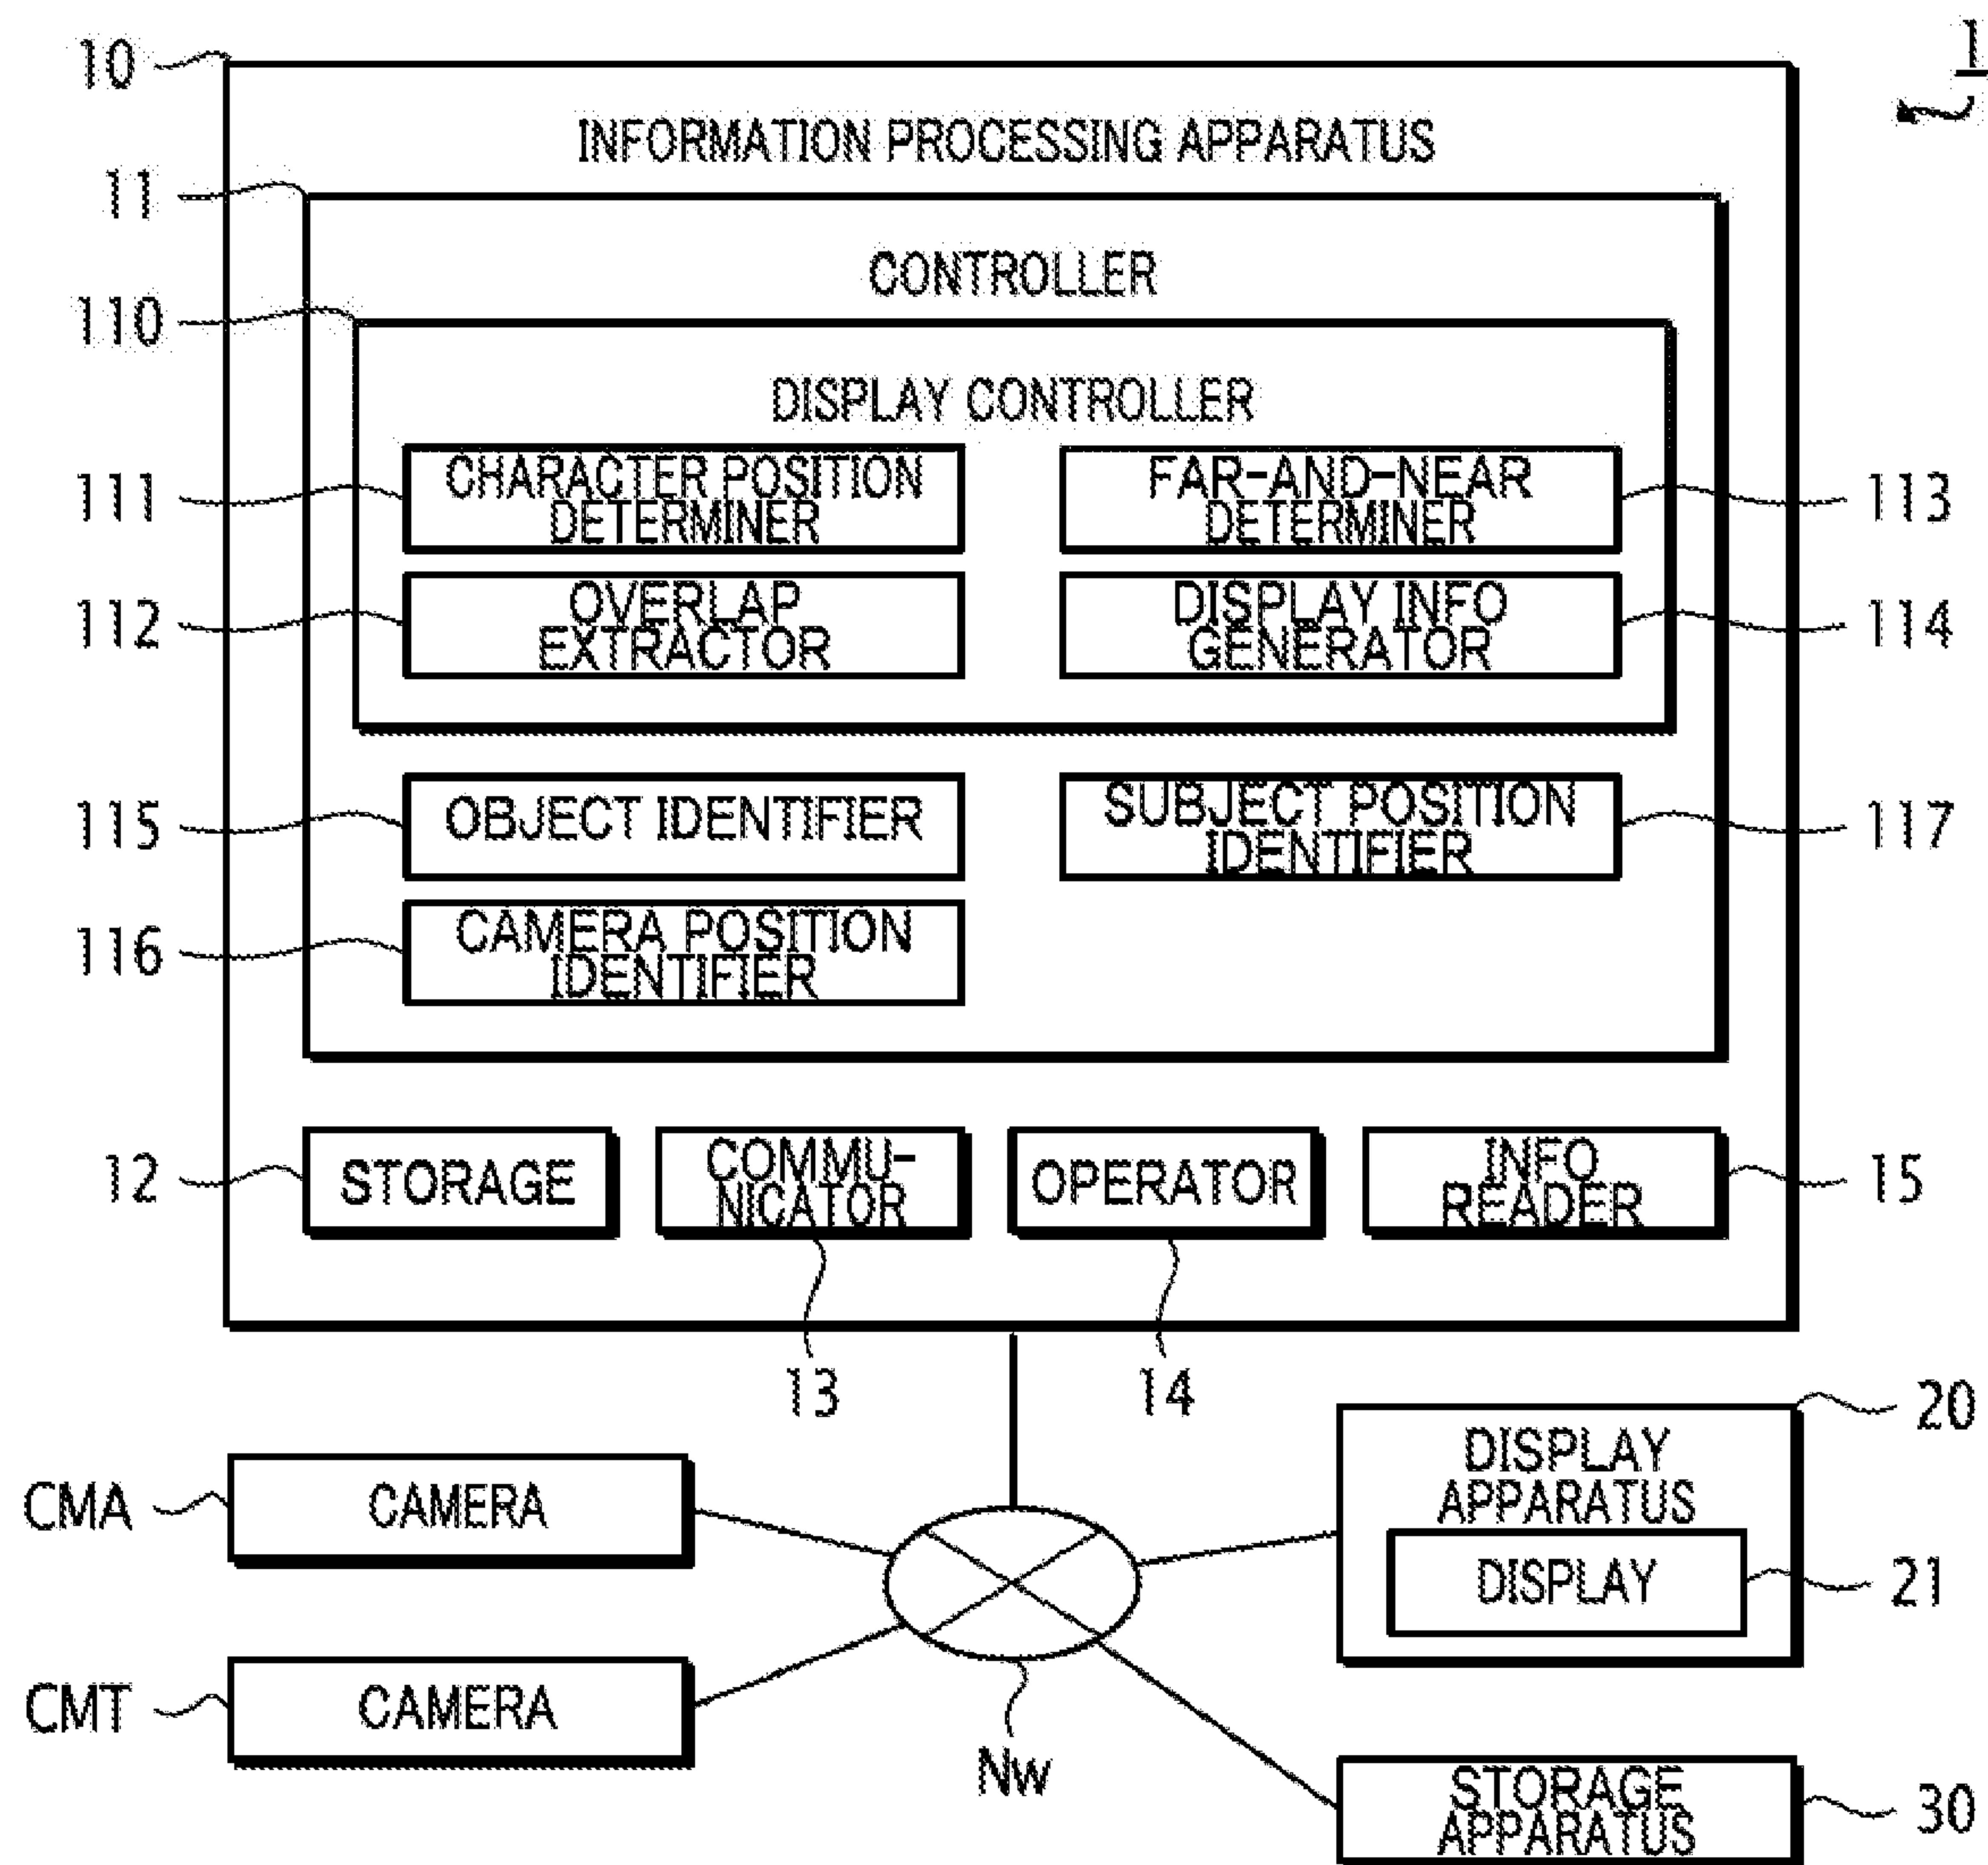 1
10
INFORMATION PROCESSING APPARATUS
11
CONTROLLER
110
DISPLAY CONTROLLER
111
CHARACTER POSITION
DETERMINER
FAR-AND-NEAR
DETERMINER
113
112
OVERLAP
EXTRACTOR
DISPLAY INFO
GENERATOR
114
115
OBJECT IDENTIFIER
SUBJECT POSITION
IDENTIFIER
117
116
CAMERA POSITION
IDENTIFIER
12
STORAGE
COMMU-
NICATOR
OPERATOR
INFO
READER
15
13
14
20
DISPLAY
APPARATUS
CMA
CAMERA
DISPLAY
21
CMT
CAMERA
Nw
STORAGE
APPARATUS
30